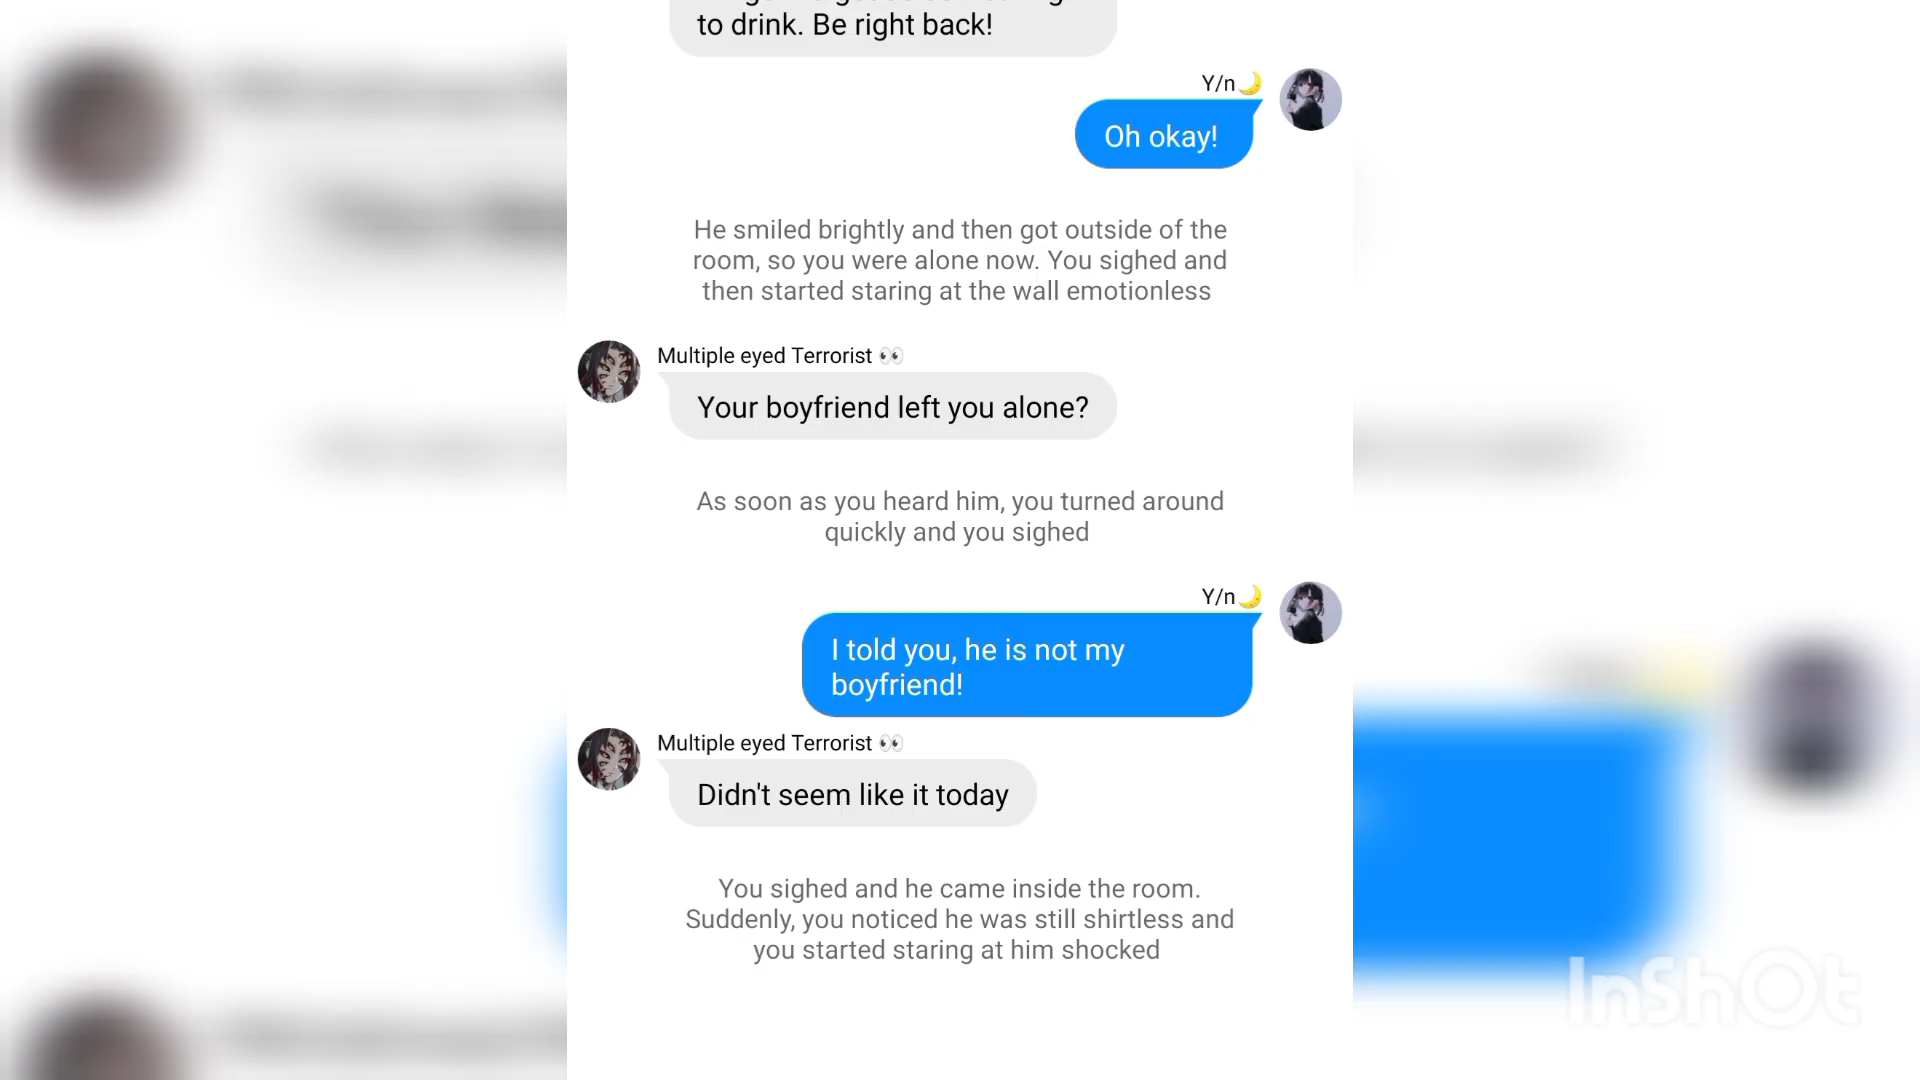 to drink. Be right back!
Y/n🌙
Oh okay!
He smiled brightly and then got outside of the
room, so you were alone now. You sighed and
then started staring at the wall emotionless
Multiple eyed Terrorist 👀
Your boyfriend left you alone?
As soon as you heard him, you turned around
quickly and you sighed
Y/n🌙
I told you, he is not my
boyfriend!
Multiple eyed Terrorist 👀
Didn't seem like it today
You sighed and he came inside the room.
Suddenly, you noticed he was still shirtless and
you started staring at him shocked
InShOt